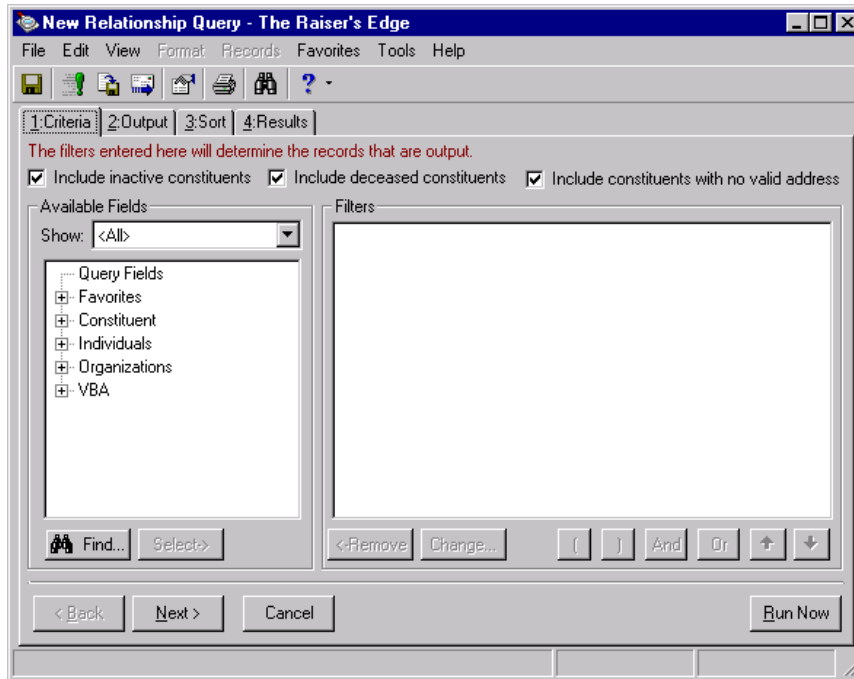 New Relationship Query - The Raiser's Edge
File Edit View Format Records Favorites Tools Help
1:Criteria 2:Output 3:Sort 4:Results
The filters entered here will determine the records that are output.
Include inactive constituents Include deceased constituents Include constituents with no valid address
Available Fields Filters
Show: <All>
Query Fields
Favorites
Constituent
Individuals
Organizations
VBA
Find... Select-> <-Remove Change... ( ) And Or
< Back Next > Cancel Run Now